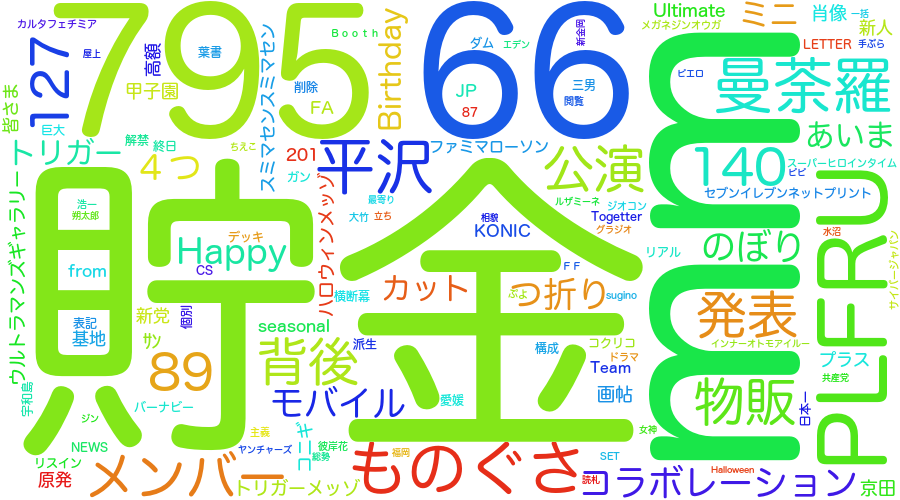 カルタフェチミア
795
66
mm
貯金
127
屋上
高額
葉書
甲子園
皆さま
巨大
解禁
終日
ちえこ
トリガー
4つ
スミマセンスミマセン
削除
FA
Booth
Birthday
201
ガン
平沢
ファミマローソン
ダム
エデン
JP
87
新金岡
三男
閲覧
Ultimate
メガネジンオウガ
ミニ
肖像
一括
新人
LETTER
手ぶら
ピエロ
曼荼羅
あいま
140
スーパーヒロインタイム
ピピ
セブンイレブンネットプリント
公演
ルザミーネ
ジオコン
Togetter
グラジオ
相貌
KONIC
最寄り
大竹
立ち
浩一
朔太郎
デッキ
Happy
CS
from
ハロウィンメッゾ
ウルトラマンズギャラリー
横断幕
カット
FF
ぷよ
つ折り
sugino
リアル
のぼり
水沼
サイバージャパン
PLFRU
発表
インナーオトモアイルー
プラス
共産党
表記
基地
新党
個別
サン
seasonal
背後
派生
構成
コクリコ
ドラマ
Team
89
宇和島
バーナビー
モバイル
愛媛
画帖
物販
日本一
ジン
NEWS
主義
ヤンチャーズ
コニギ
彼岸花
総勢
福岡
女神
リスイン
原発
メンバー
トリガーメッゾ
ものぐさ
SET
読札
Halloween
コラボレーション
京田